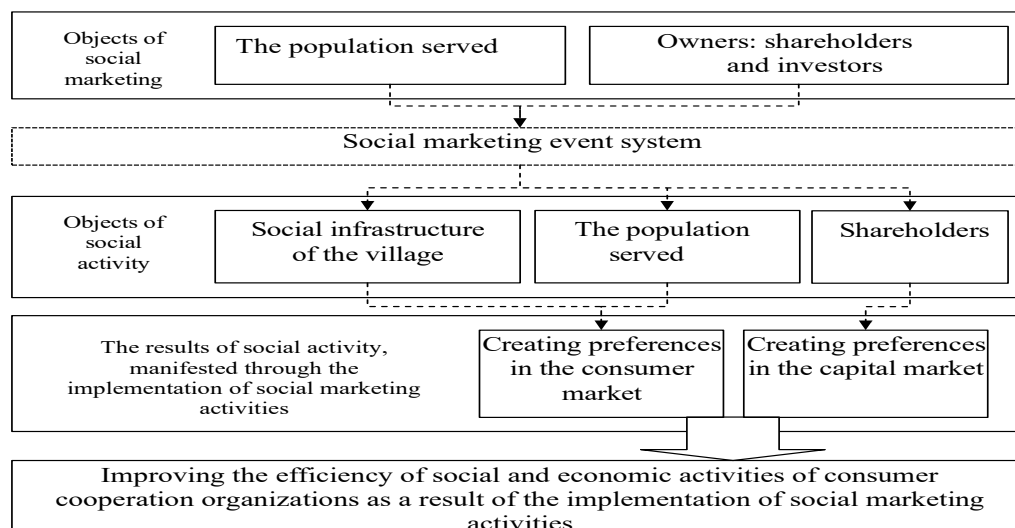 Objects of
social
marketing
The population served
Owners: shareholders
and investors
Social marketing event system
Objects of
social
activity
Social infrastructure
of the village
The population
served
Shareholders
The results of social activity,
manifested through the
implementation of social marketing
activities
Creating preferences
in the consumer
market
Creating preferences
in the capital market
Improving the efficiency of social and economic activities of consumer
cooperation organizations as a result of the implementation of social marketing
activities